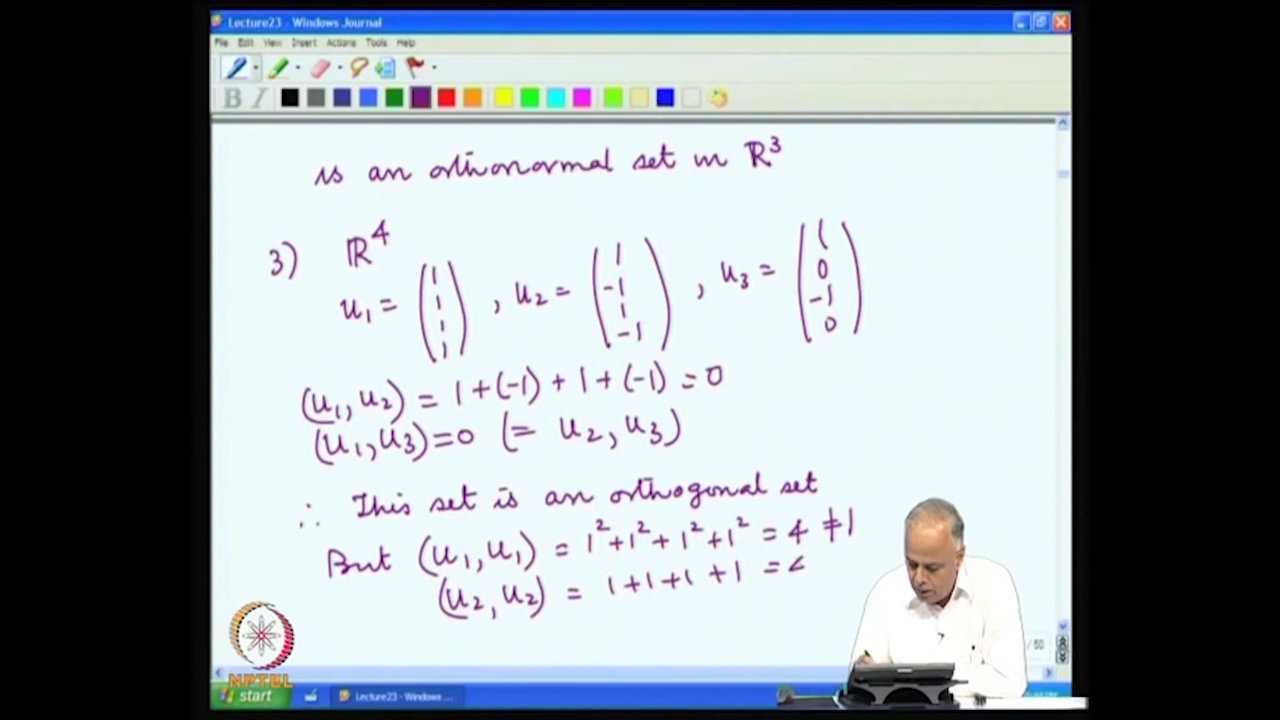 Lecture23 - Windows Journal
File Edit View Insert Actions Tools Help
B I
is an orthonormal set in ℝ³
3) ℝ⁴
u₁ = (1 1 1 1), u₂ = (1 -1 1 -1), u₃ = (1 0 -1 0)
(u₁, u₂) = 1 + (-1) + 1 + (-1) = 0
(u₁, u₃) = 0 (= u₂, u₃)
∴ This set is an orthogonal set
But (u₁, u₁) = 1² + 1² + 1² + 1² = 4 ≠ 1
(u₂, u₂) = 1 + 1 + 1 + 1 =
/ 50
NPTEL
start Lecture23 - Windows ...